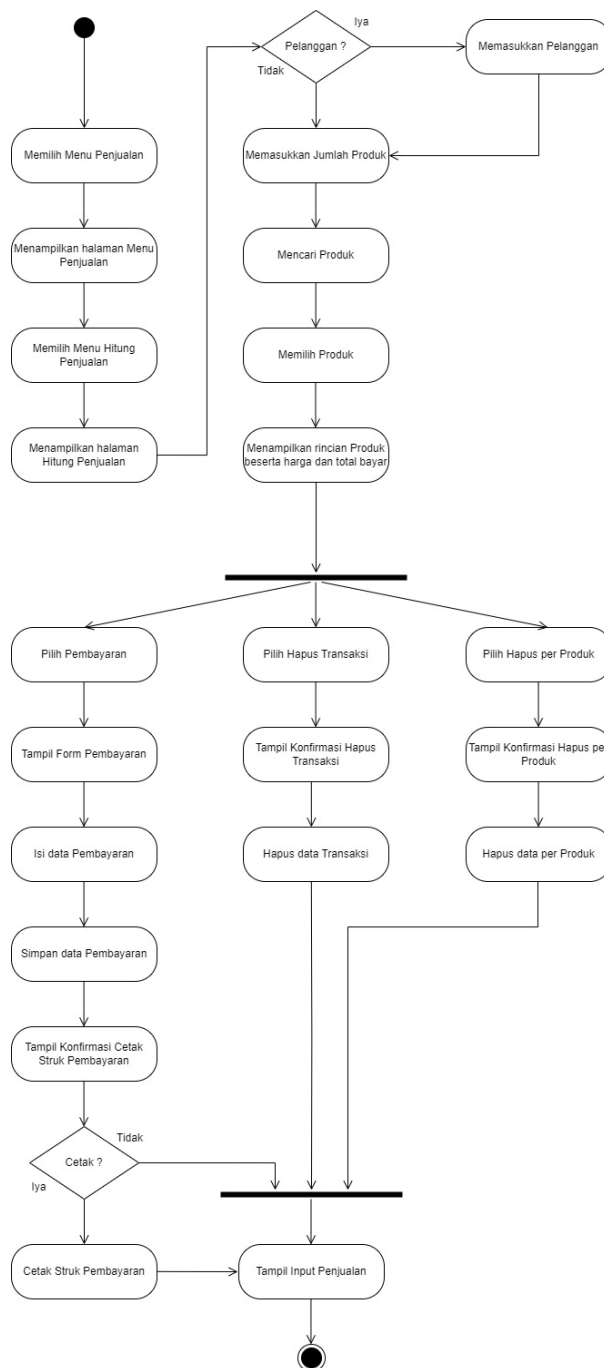 Iya
Pelanggan ?
Memasukkan Pelanggan
Tidak
Memilih Menu Penjualan
Memasukkan Jumlah Produk
Menampilkan halaman Menu
Penjualan
Mencari Produk
Memilih Menu Hitung
Penjualan
Memilih Produk
Menampilkan halaman
Hitung Penjualan
Menampilkan rincian Produk
beserta harga dan total bayar
Pilih Pembayaran
Pilih Hapus Transaksi
Pilih Hapus per Produk
Tampil Form Pembayaran
Tampil Konfirmasi Hapus
Transaksi
Tampil Konfirmasi Hapus pe
Produk
Isi data Pembayaran
Hapus data Transaksi
Hapus data per Produk
Simpan data Pembayaran
Tampil Konfirmasi Cetak
Struk Pembayaran
Tidak
Cetak ?
Iya
Cetak Struk Pembayaran
Tampil Input Penjualan